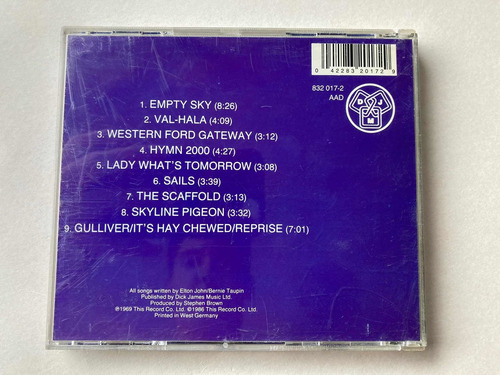 0 42283 20172 9
832 017-2
AAD
D J M
1. EMPTY SKY (8:26)
2. VAL-HALA (4:09)
3. WESTERN FORD GATEWAY (3:12)
4. HYMN 2000 (4:27)
5. LADY WHAT'S TOMORROW (3:08)
6. SAILS (3:39)
7. THE SCAFFOLD (3:13)
8. SKYLINE PIGEON (3:32)
9. GULLIVER/IT'S HAY CHEWED/REPRISE (7:01)
All songs written by Elton John/Bernie Taupin
Published by Dick James Music Ltd.
Produced by Stephen Brown
℗1969 This Record Co. Ltd. ©1986 This Record Co. Ltd.
Printed in West Germany